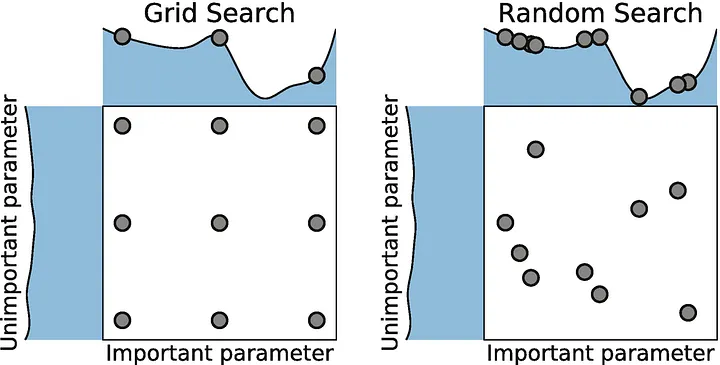 Grid Search
Unimportant parameter
Important parameter
Random Search
Unimportant parameter
Important parameter